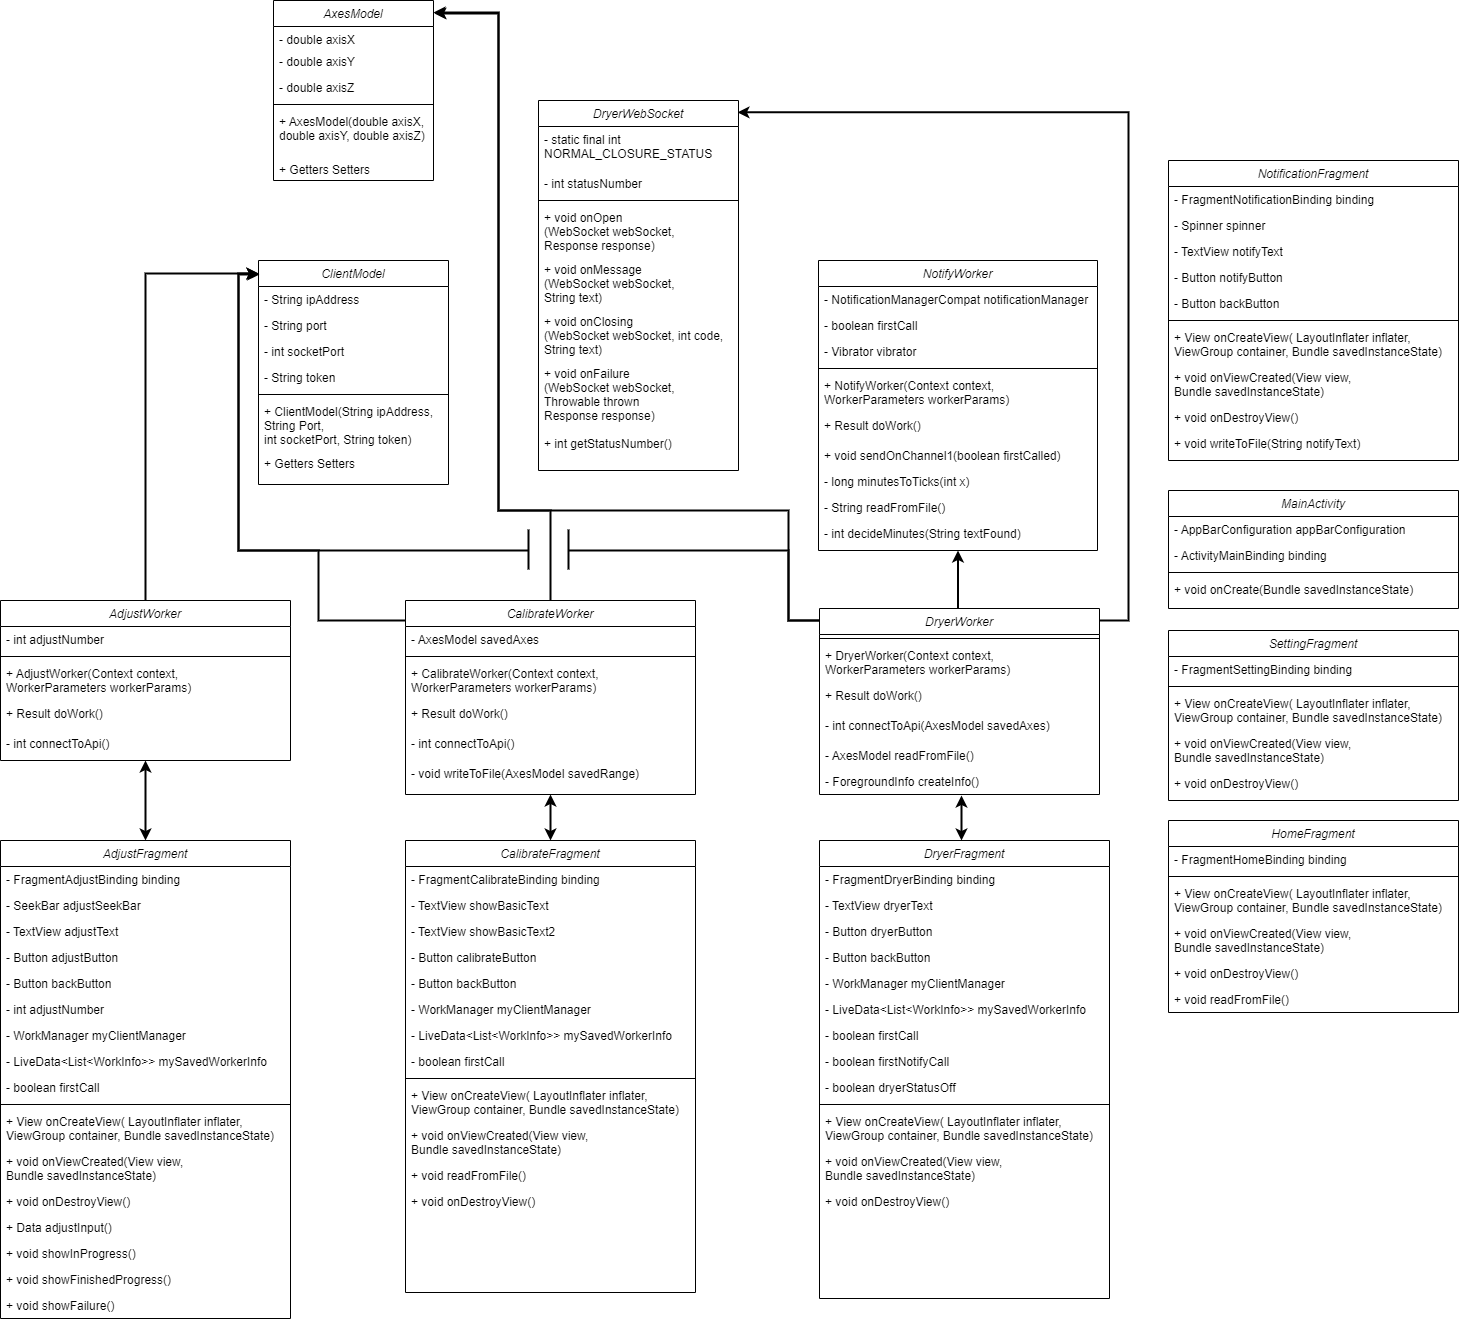 AxesModel
- double axisX
- double axisY
- double axisZ
+ AxesModel(double axisX,
double axisY, double axisZ)
+ Getters Setters
DryerWebSocket
- static final int
NORMAL_CLOSURE_STATUS
- int statusNumber
+ void onOpen
(WebSocket webSocket,
Response response)
+ void onMessage
(WebSocket webSocket,
String text)
+ void onClosing
(WebSocket webSocket, int code,
String text)
+ void onFailure
(WebSocket webSocket,
Throwable thrown
Response response)
+ int getStatusNumber()
ClientModel
- String ipAddress
- String port
- int socketPort
- String token
+ ClientModel(String ipAddress,
String Port,
int socketPort, String token)
+ Getters Setters
NotifyWorker
- NotificationManagerCompat notificationManager
- boolean firstCall
- Vibrator vibrator
+ NotifyWorker(Context context,
WorkerParameters workerParams)
+ Result doWork()
+ void sendOnChannel1(boolean firstCalled)
- long minutesToTicks(int x)
- String readFromFile()
- int decideMinutes(String textFound)
NotificationFragment
- FragmentNotificationBinding binding
- Spinner spinner
- TextView notifyText
- Button notifyButton
- Button backButton
+ View onCreateView( LayoutInflater inflater,
ViewGroup container, Bundle savedInstanceState)
+ void onViewCreated(View view,
Bundle savedInstanceState)
+ void onDestroyView()
+ void writeToFile(String notifyText)
MainActivity
- AppBarConfiguration appBarConfiguration
- ActivityMainBinding binding
+ void onCreate(Bundle savedInstanceState)
SettingFragment
- FragmentSettingBinding binding
+ View onCreateView( LayoutInflater inflater,
ViewGroup container, Bundle savedInstanceState)
+ void onViewCreated(View view,
Bundle savedInstanceState)
+ void onDestroyView()
HomeFragment
- FragmentHomeBinding binding
+ View onCreateView( LayoutInflater inflater,
ViewGroup container, Bundle savedInstanceState)
+ void onViewCreated(View view,
Bundle savedInstanceState)
+ void onDestroyView()
+ void readFromFile()
AdjustWorker
- int adjustNumber
+ AdjustWorker(Context context,
WorkerParameters workerParams)
+ Result doWork()
- int connectToApi()
CalibrateWorker
- AxesModel savedAxes
+ CalibrateWorker(Context context,
WorkerParameters workerParams)
+ Result doWork()
- int connectToApi()
- void writeToFile(AxesModel savedRange)
DryerWorker
+ DryerWorker(Context context,
WorkerParameters workerParams)
+ Result doWork()
- int connectToApi(AxesModel savedAxes)
- AxesModel readFromFile()
- ForegroundInfo createInfo()
AdjustFragment
- FragmentAdjustBinding binding
- SeekBar adjustSeekBar
- TextView adjustText
- Button adjustButton
- Button backButton
- int adjustNumber
- WorkManager myClientManager
- LiveData<List<WorkInfo>> mySavedWorkerInfo
- boolean firstCall
+ View onCreateView( LayoutInflater inflater,
ViewGroup container, Bundle savedInstanceState)
+ void onViewCreated(View view,
Bundle savedInstanceState)
+ void onDestroyView()
+ Data adjustInput()
+ void showInProgress()
+ void showFinishedProgress()
+ void showFailure()
CalibrateFragment
- FragmentCalibrateBinding binding
- TextView showBasicText
- TextView showBasicText2
- Button calibrateButton
- Button backButton
- WorkManager myClientManager
- LiveData<List<WorkInfo>> mySavedWorkerInfo
- boolean firstCall
+ View onCreateView( LayoutInflater inflater,
ViewGroup container, Bundle savedInstanceState)
+ void onViewCreated(View view,
Bundle savedInstanceState)
+ void readFromFile()
+ void onDestroyView()
DryerFragment
- FragmentDryerBinding binding
- TextView dryerText
- Button dryerButton
- Button backButton
- WorkManager myClientManager
- LiveData<List<WorkInfo>> mySavedWorkerInfo
- boolean firstCall
- boolean firstNotifyCall
- boolean dryerStatusOff
+ View onCreateView( LayoutInflater inflater,
ViewGroup container, Bundle savedInstanceState)
+ void onViewCreated(View view,
Bundle savedInstanceState)
+ void onDestroyView()